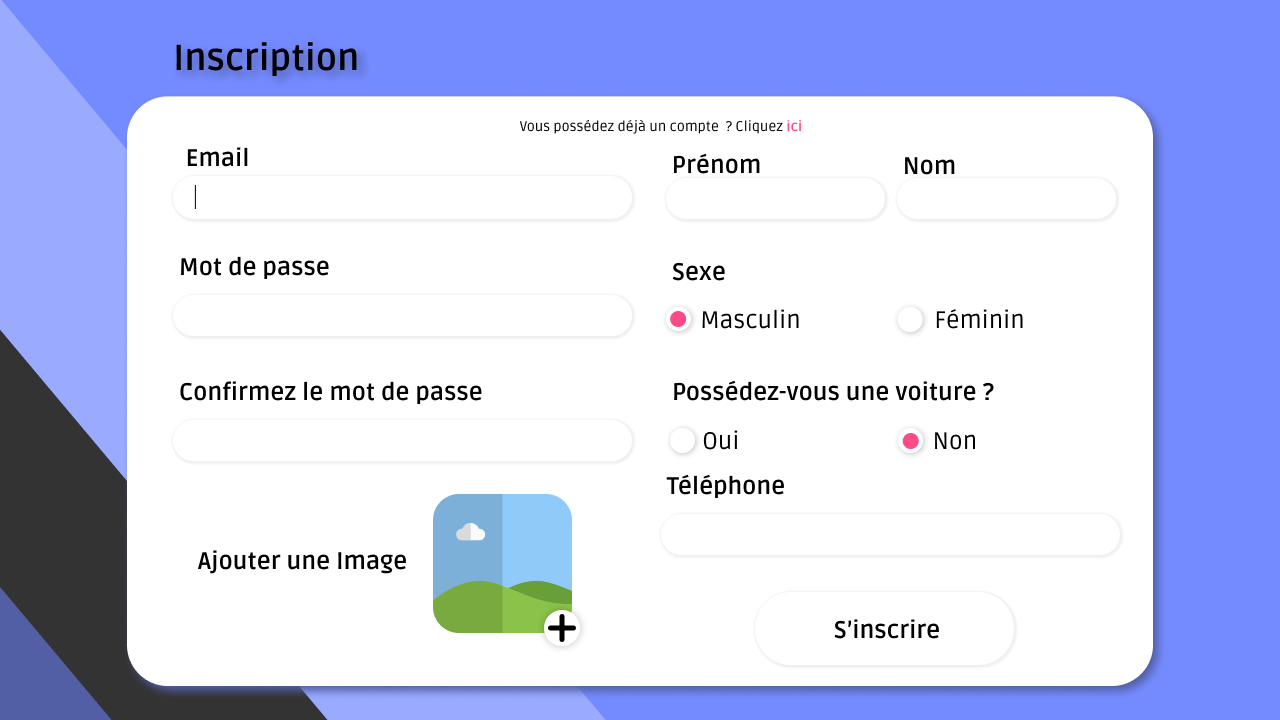 Inscription
Vous possédez déjà un compte ? Cliquez ici
Email
Prénom
Nom
Mot de passe
Sexe
Masculin
Féminin
Confirmez le mot de passe
Possédez-vous une voiture ?
Oui
Non
Téléphone
Ajouter une Image
S'inscrire